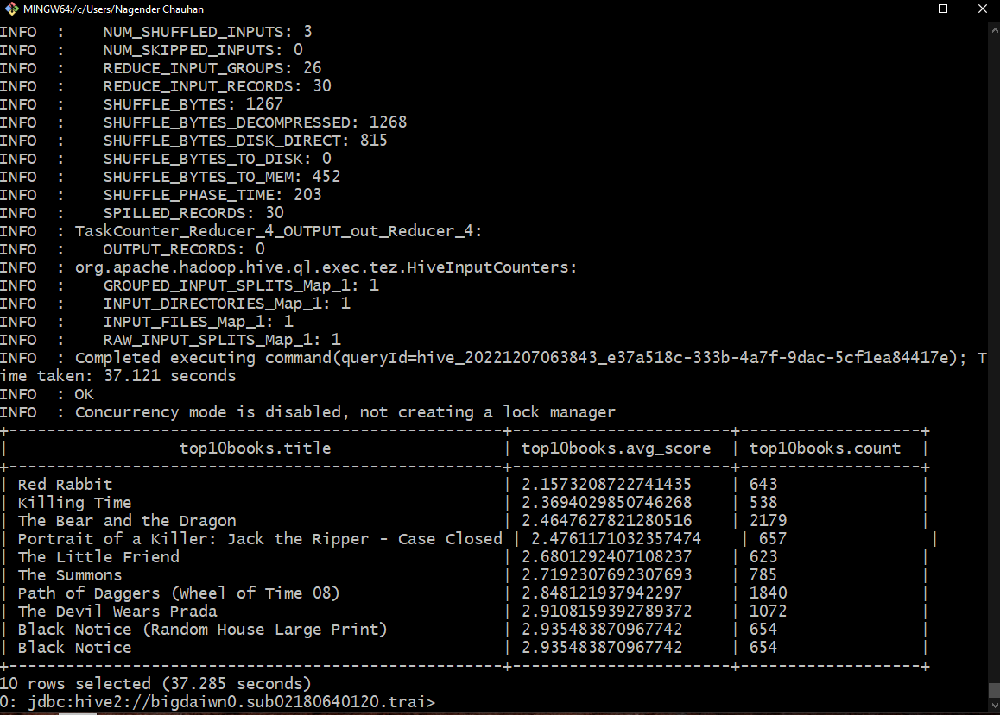 MINGW64:/c/Users/Nagender Chauhan
INFO  :     NUM_SHUFFLED_INPUTS: 3
INFO  :     NUM_SKIPPED_INPUTS: 0
INFO  :     REDUCE_INPUT_GROUPS: 26
INFO  :     REDUCE_INPUT_RECORDS: 30
INFO  :     SHUFFLE_BYTES: 1267
INFO  :     SHUFFLE_BYTES_DECOMPRESSED: 1268
INFO  :     SHUFFLE_BYTES_DISK_DIRECT: 815
INFO  :     SHUFFLE_BYTES_TO_DISK: 0
INFO  :     SHUFFLE_BYTES_TO_MEM: 452
INFO  :     SHUFFLE_PHASE_TIME: 203
INFO  :     SPILLED_RECORDS: 30
INFO  : TaskCounter_Reducer_4_OUTPUT_out_Reducer_4:
INFO  :     OUTPUT_RECORDS: 0
INFO  : org.apache.hadoop.hive.ql.exec.tez.HiveInputCounters:
INFO  :     GROUPED_INPUT_SPLITS_Map_1: 1
INFO  :     INPUT_DIRECTORIES_Map_1: 1
INFO  :     INPUT_FILES_Map_1: 1
INFO  :     RAW_INPUT_SPLITS_Map_1: 1
INFO  : Completed executing command(queryId=hive_20221207063843_e37a518c-333b-4a7f-9dac-5cf1ea84417e); T
ime taken: 37.121 seconds
INFO  : OK
INFO  : Concurrency mode is disabled, not creating a lock manager
+----------------------------------------------------+-----------------------+-------------------+
|                  top10books.title                  | top10books.avg_score  | top10books.count  |
+----------------------------------------------------+-----------------------+-------------------+
| Red Rabbit                                         | 2.1573208722741435    | 643               |
| Killing Time                                       | 2.3694029850746268    | 538               |
| The Bear and the Dragon                            | 2.4647627821280516    | 2179              |
| Portrait of a Killer: Jack the Ripper - Case Closed | 2.4761171032357474    | 657               |
| The Little Friend                                  | 2.6801292407108237    | 623               |
| The Summons                                        | 2.7192307692307693    | 785               |
| Path of Daggers (Wheel of Time 08)                 | 2.848121937942297     | 1840              |
| The Devil Wears Prada                              | 2.9108159392789372    | 1072              |
| Black Notice (Random House Large Print)            | 2.935483870967742     | 654               |
| Black Notice                                       | 2.935483870967742     | 654               |
+----------------------------------------------------+-----------------------+-------------------+
10 rows selected (37.285 seconds)
0: jdbc:hive2://bigdaiwn0.sub02180640120.trai>